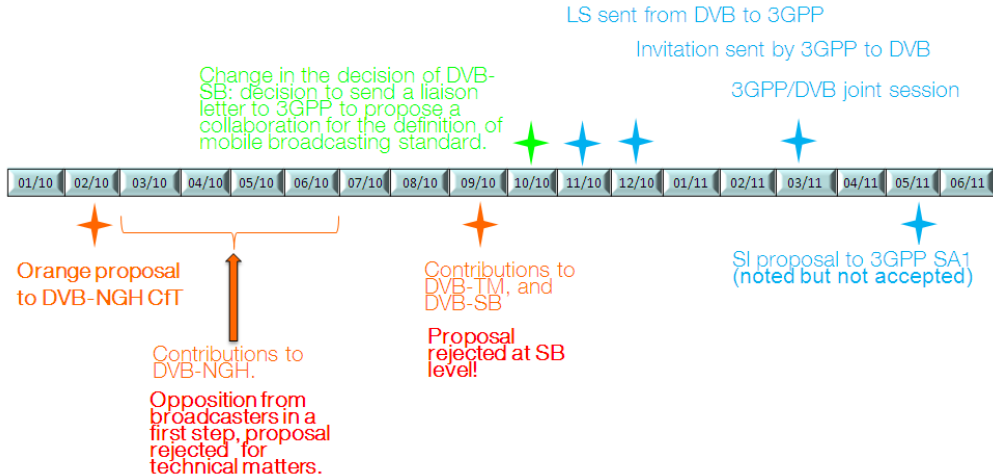 LS sent from DVB to 3GPP
Invitation sent by 3GPP to DVB
3GPP/DVB joint session
Change in the decision of DVB-
SB: decision to send a liaison
letter to 3GPP to propose a
collaboration for the definition of
mobile broadcasting standard.
01/10 02/10 03/10 04/10 05/10 06/10 07/10 08/10 09/10 10/10 11/10 12/10 01/11 02/11 03/11 04/11 05/11 06/11
Orange proposal
to DVB-NGH CfT
Contributions to
DVB-NGH.
Opposition from
broadcasters in a
first step, proposal
rejected for
technical matters.
Contributions to
DVB-TM, and
DVB-SB
Proposal
rejected at SB
level!
SI proposal to 3GPP SA1
(noted but not accepted)